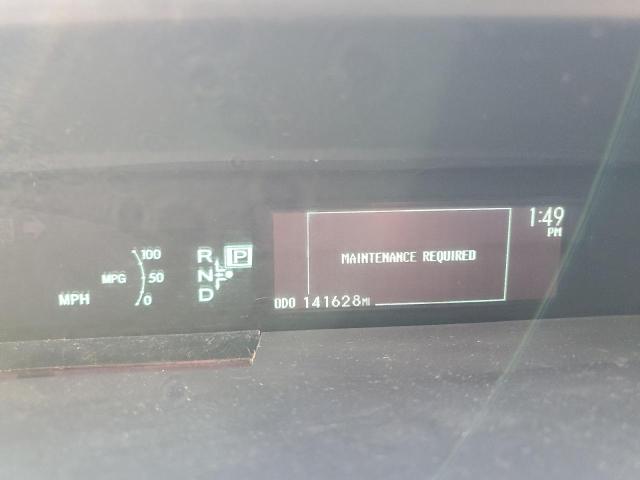 1:49
PM
R P
100
MAINTENANCE REQUIRED
MPG 50
N
D
MPH 0
ODO 141628MI